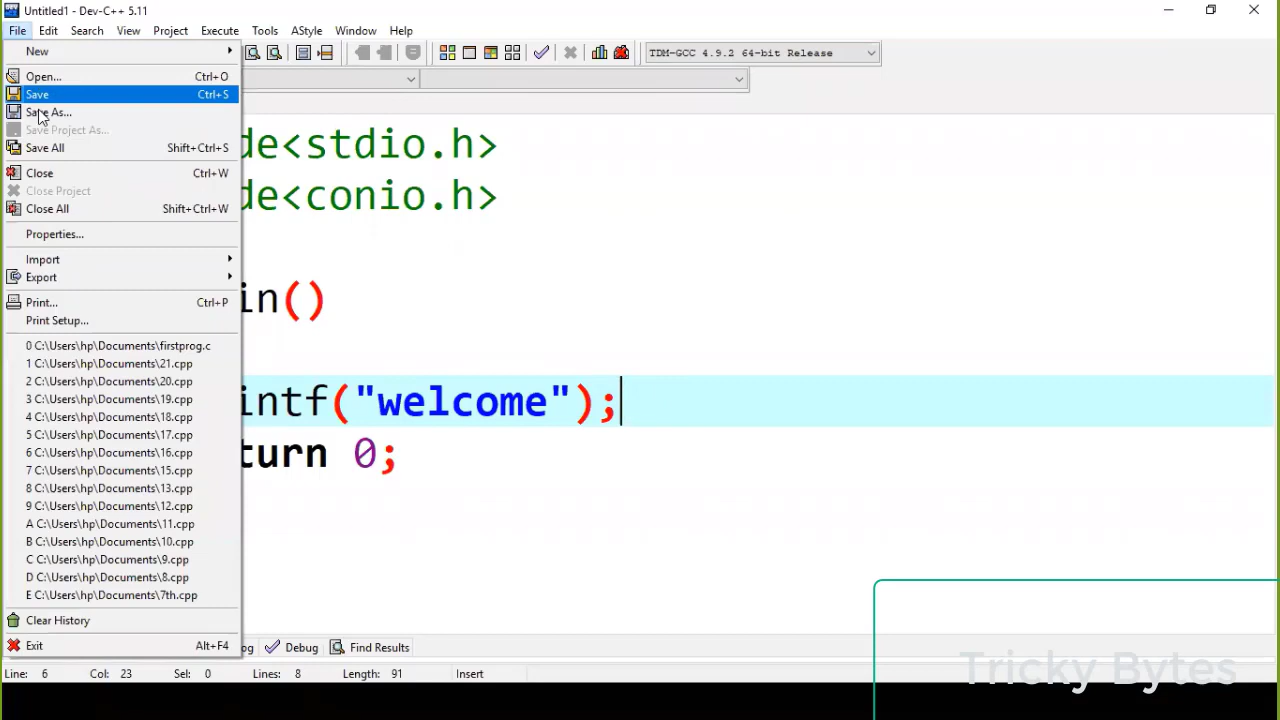 Untitled1 - Dev-C++ 5.11
File Edit Search View Project Execute Tools AStyle Window Help
TDM-GCC 4.9.2 64-bit Release
New
Open... Ctrl+O
Save Ctrl+S
Save As...
Save Project As...
Save All Shift+Ctrl+S
Close Ctrl+W
Close Project
Close All Shift+Ctrl+W
Properties...
Import
Export
Print... Ctrl+P
Print Setup...
0 C:\Users\hp\Documents\firstprog.c
1 C:\Users\hp\Documents\21.cpp
2 C:\Users\hp\Documents\20.cpp
3 C:\Users\hp\Documents\19.cpp
4 C:\Users\hp\Documents\18.cpp
5 C:\Users\hp\Documents\17.cpp
6 C:\Users\hp\Documents\16.cpp
7 C:\Users\hp\Documents\15.cpp
8 C:\Users\hp\Documents\13.cpp
9 C:\Users\hp\Documents\12.cpp
A C:\Users\hp\Documents\11.cpp
B C:\Users\hp\Documents\10.cpp
C C:\Users\hp\Documents\9.cpp
D C:\Users\hp\Documents\8.cpp
E C:\Users\hp\Documents\7th.cpp
Clear History
Exit Alt+F4
de<stdio.h>
de<conio.h>
in()
intf("welcome");
turn 0;
og Debug Find Results
Line: 6 Col: 23 Sel: 0 Lines: 8 Length: 91 Insert
Tricky Bytes